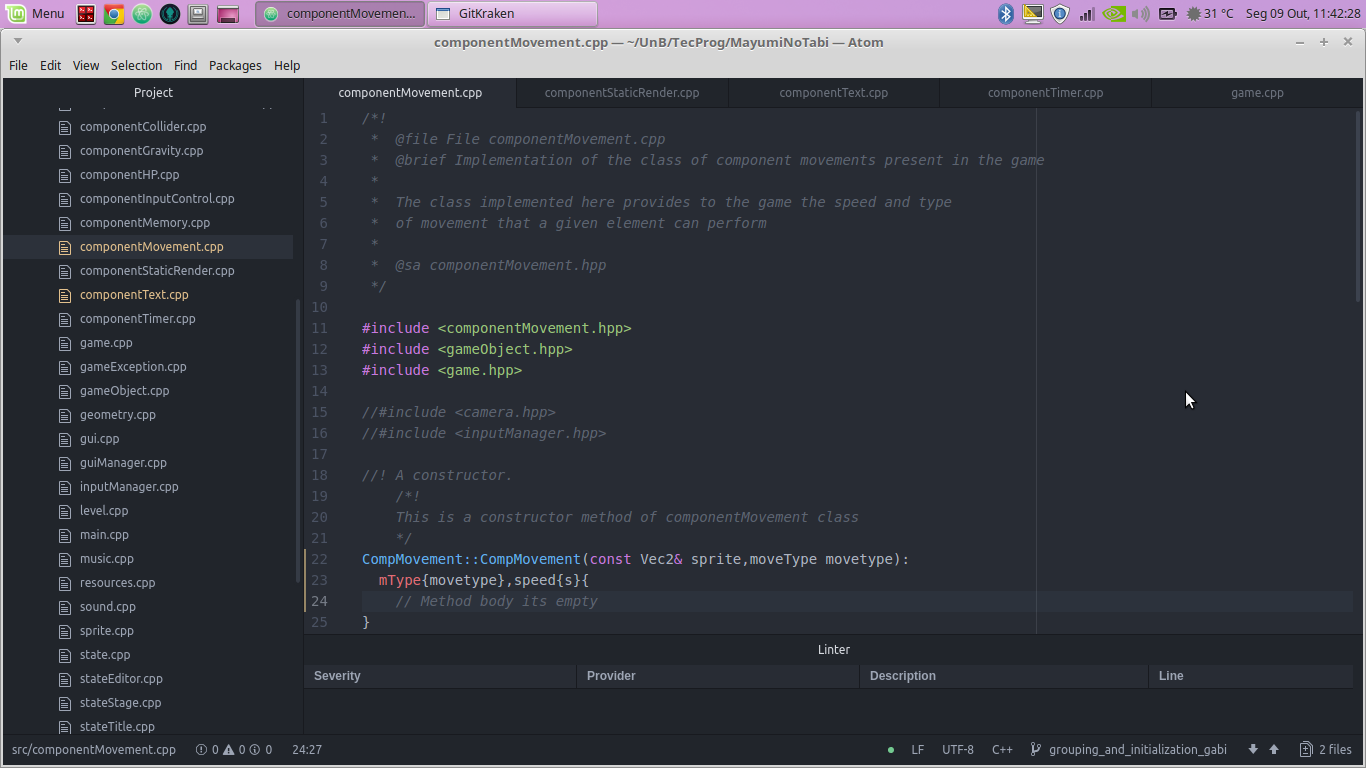 Menu
componentMovemen...
GitKraken
31 °C
Seg 09 Out, 11:42:28
componentMovement.cpp — ~/UnB/TecProg/MayumiNoTabi — Atom
File Edit View Selection Find Packages Help
Project
componentCollider.cpp
componentGravity.cpp
componentHP.cpp
componentInputControl.cpp
componentMemory.cpp
componentMovement.cpp
componentStaticRender.cpp
componentText.cpp
componentTimer.cpp
game.cpp
gameException.cpp
gameObject.cpp
geometry.cpp
gui.cpp
guiManager.cpp
inputManager.cpp
level.cpp
main.cpp
music.cpp
resources.cpp
sound.cpp
sprite.cpp
state.cpp
stateEditor.cpp
stateStage.cpp
stateTitle.cpp
componentMovement.cpp componentStaticRender.cpp componentText.cpp componentTimer.cpp game.cpp
1 /*!
2 * @file File componentMovement.cpp
3 * @brief Implementation of the class of component movements present in the game
4 *
5 * The class implemented here provides to the game the speed and type
6 * of movement that a given element can perform
7 *
8 * @sa componentMovement.hpp
9 */
10
11 #include <componentMovement.hpp>
12 #include <gameObject.hpp>
13 #include <game.hpp>
14
15 //#include <camera.hpp>
16 //#include <inputManager.hpp>
17
18 //! A constructor.
19 /*!
20 This is a constructor method of componentMovement class
21 */
22 CompMovement::CompMovement(const Vec2& sprite,moveType movetype):
23 mType{movetype},speed{s}{
24 // Method body its empty
25 }
Linter
Severity Provider Description Line
src/componentMovement.cpp 0 0 0 24:27 LF UTF-8 C++ grouping_and_initialization_gabi 2 files